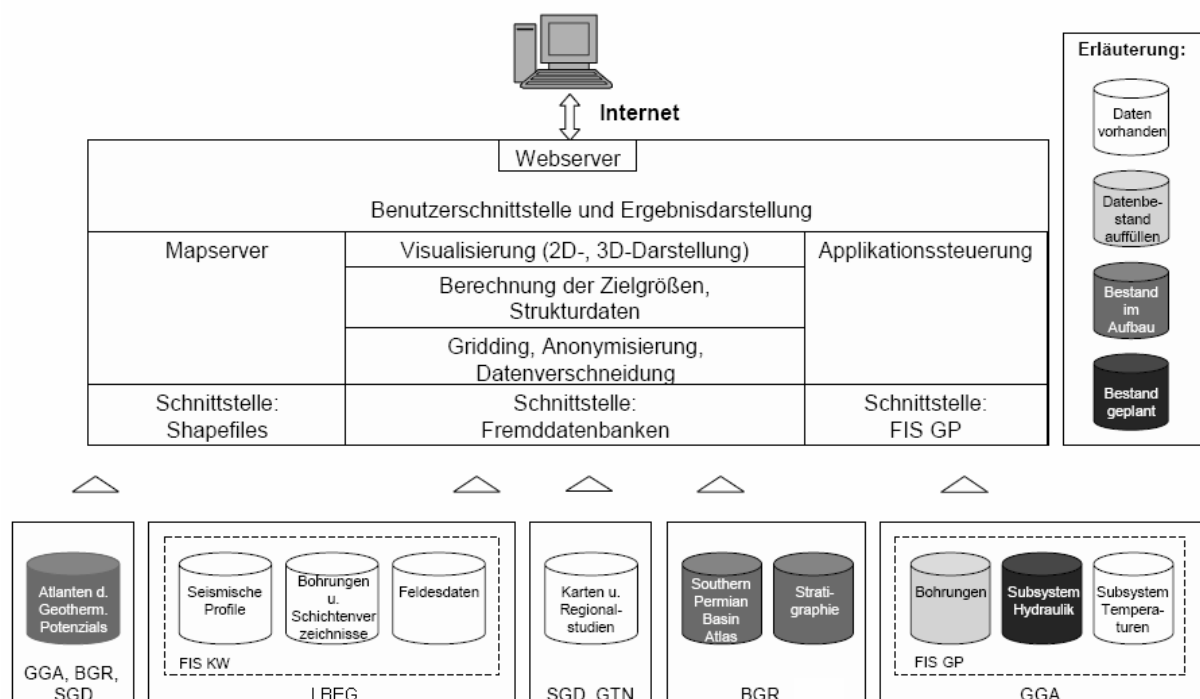 Internet
Webserver
Benutzerschnittstelle und Ergebnisdarstellung
Mapserver
Visualisierung (2D-, 3D-Darstellung)
Berechnung der Zielgrößen,
Strukturdaten
Gridding, Anonymisierung,
Datenverschneidung
Applikationssteuerung
Schnittstelle:
Shapefiles
Schnittstelle:
Fremddatenbanken
Schnittstelle:
FIS GP
Erläuterung:
Daten
vorhanden
Datenbe-
stand
auffüllen
Bestand
im
Aufbau
Bestand
geplant
Atlanten d.
Geotherm.
Potenzials
GGA, BGR,
SGD
Seismische
Profile
Bohrungen
u.
Schichtenver
zeichnisse
Feldesdaten
FIS KW
LBEG
Karten u.
Regional-
studien
SGD, GTN
Southern
Permian
Basin
Atlas
Strati-
graphie
BGR
Bohrungen
Subsystem
Hydraulik
Subsystem
Tempera-
turen
FIS GP
GGA